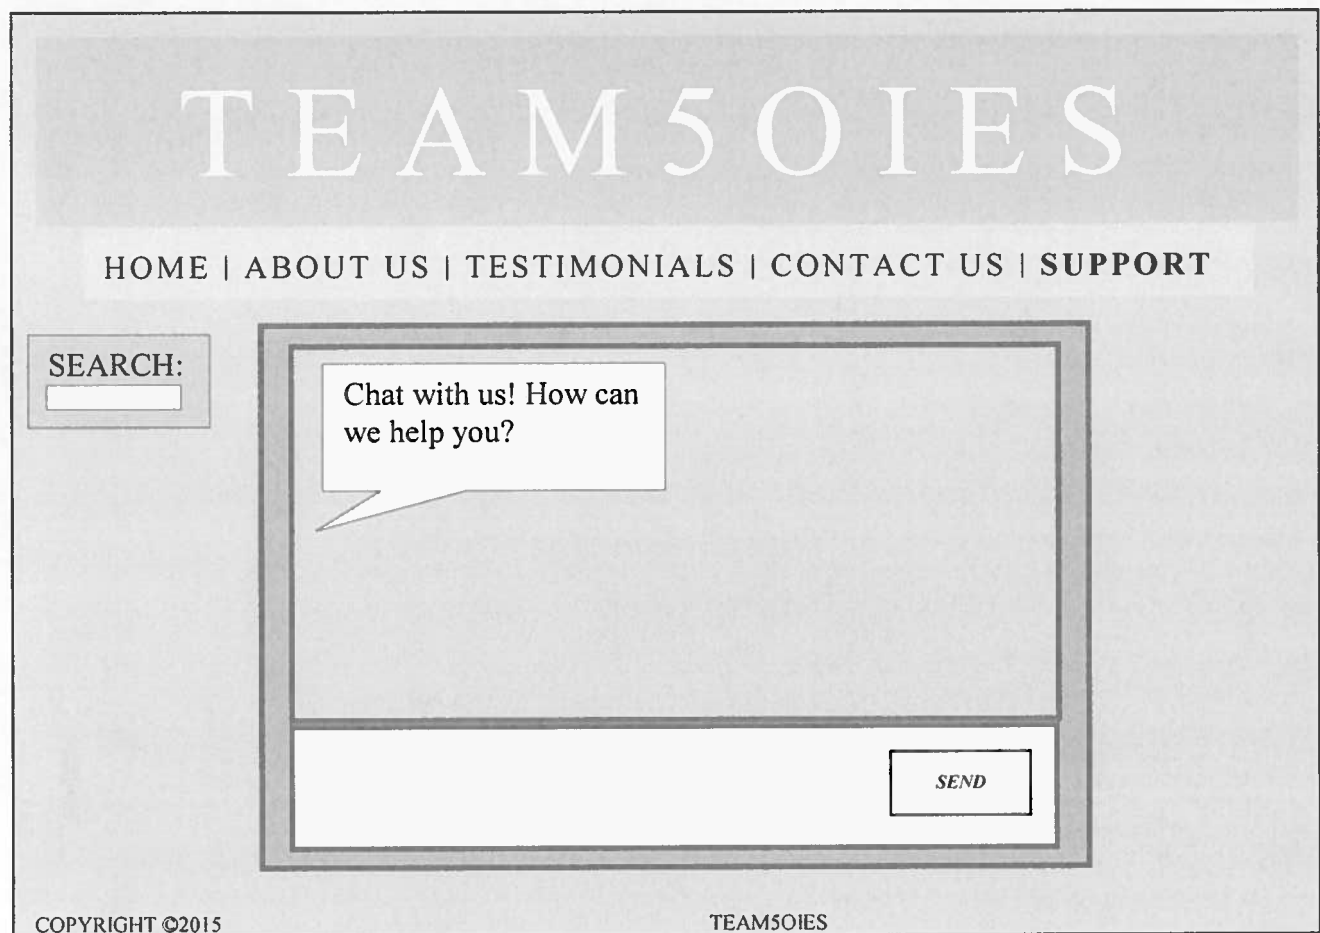 TEAM5OIES
HOME | ABOUT US | TESTIMONIALS | CONTACT US | SUPPORT
SEARCH:
Chat with us! How can
we help you?
SEND
COPYRIGHT ©2015 TEAM5OIES